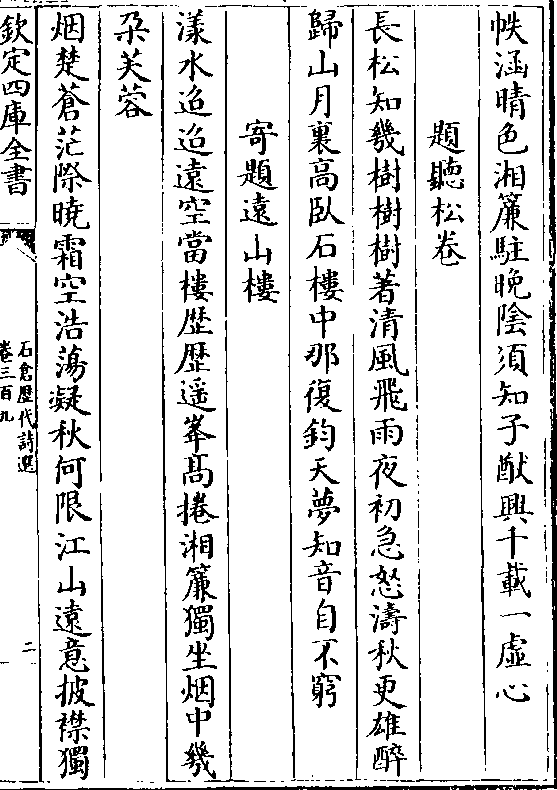 帙涵晴色湘簾駐晚陰須知子猷興千載一虛心
題聽松卷
長松知幾樹樹樹著清風飛雨夜初急怒濤秋更雄醉
歸山月裏高臥石樓中那復鈞天夢知音自不窮
寄題遠山樓
漾水迢迢遠空當樓歴歴遥峯髙捲湘簾獨坐烟中幾
朶芙蓉
烟楚蒼茫際曉霜空浩蕩凝秋何限江山遠意披襟獨
欽定四庫全書
石倉歴代詩選
卷三百九
二